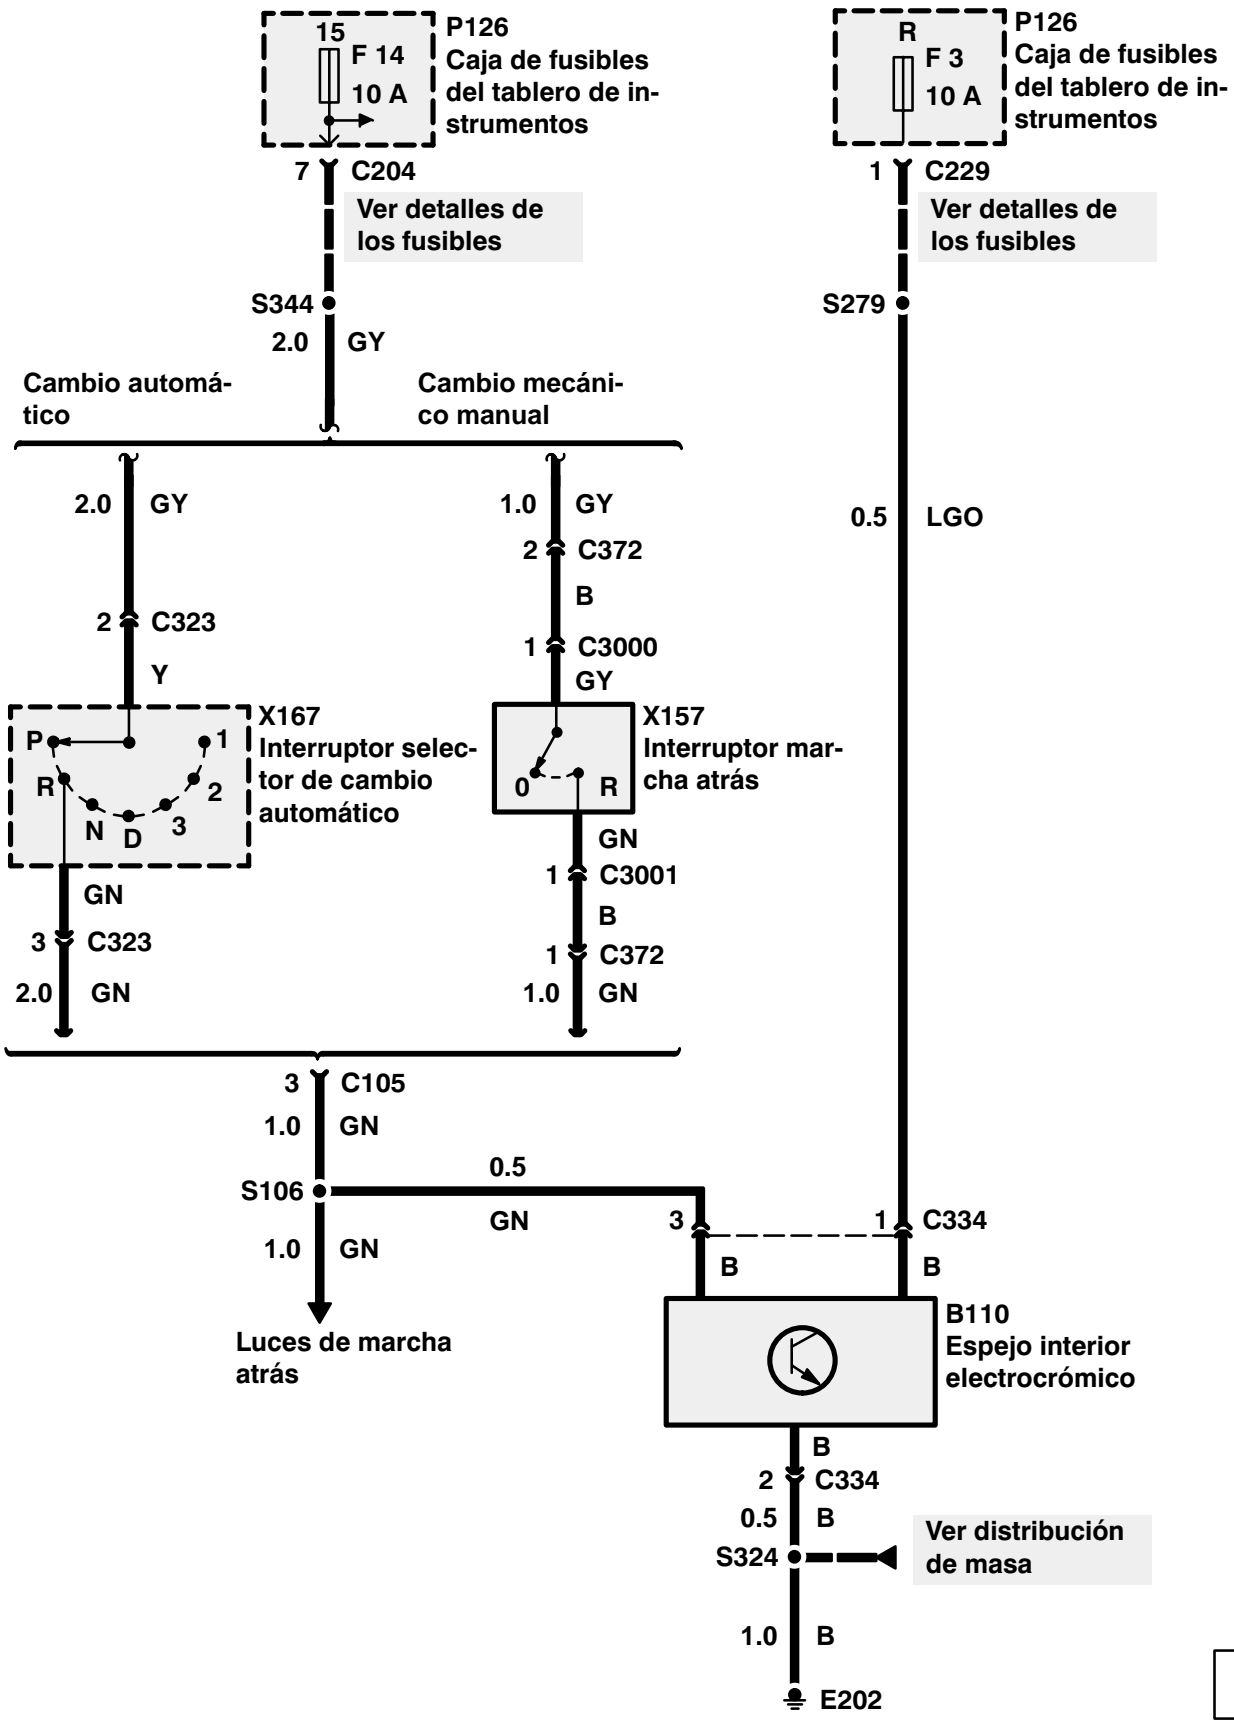 15
F 14
10 A
P126
Caja de fusibles
del tablero de in-
strumentos
R
F 3
10 A
P126
Caja de fusibles
del tablero de in-
strumentos
7 C204
1 C229
Ver detalles de
los fusibles
Ver detalles de
los fusibles
S344
S279
2.0 GY
Cambio automá-
tico
Cambio mecáni-
co manual
2.0 GY
1.0 GY
0.5 LGO
2 C372
B
2 C323
1 C3000
Y
GY
X167
Interruptor selec-
tor de cambio
automático
P
R
N
D
3
2
1
X157
Interruptor mar-
cha atrás
0
R
GN
1 C3001
GN
B
3 C323
1 C372
2.0 GN
1.0 GN
3 C105
1.0 GN
0.5
S106
GN
3
1 C334
1.0 GN
B
B
Luces de marcha
atrás
B110
Espejo interior
electrocrómico
B
2 C334
0.5 B
S324
Ver distribución
de masa
1.0 B
E202